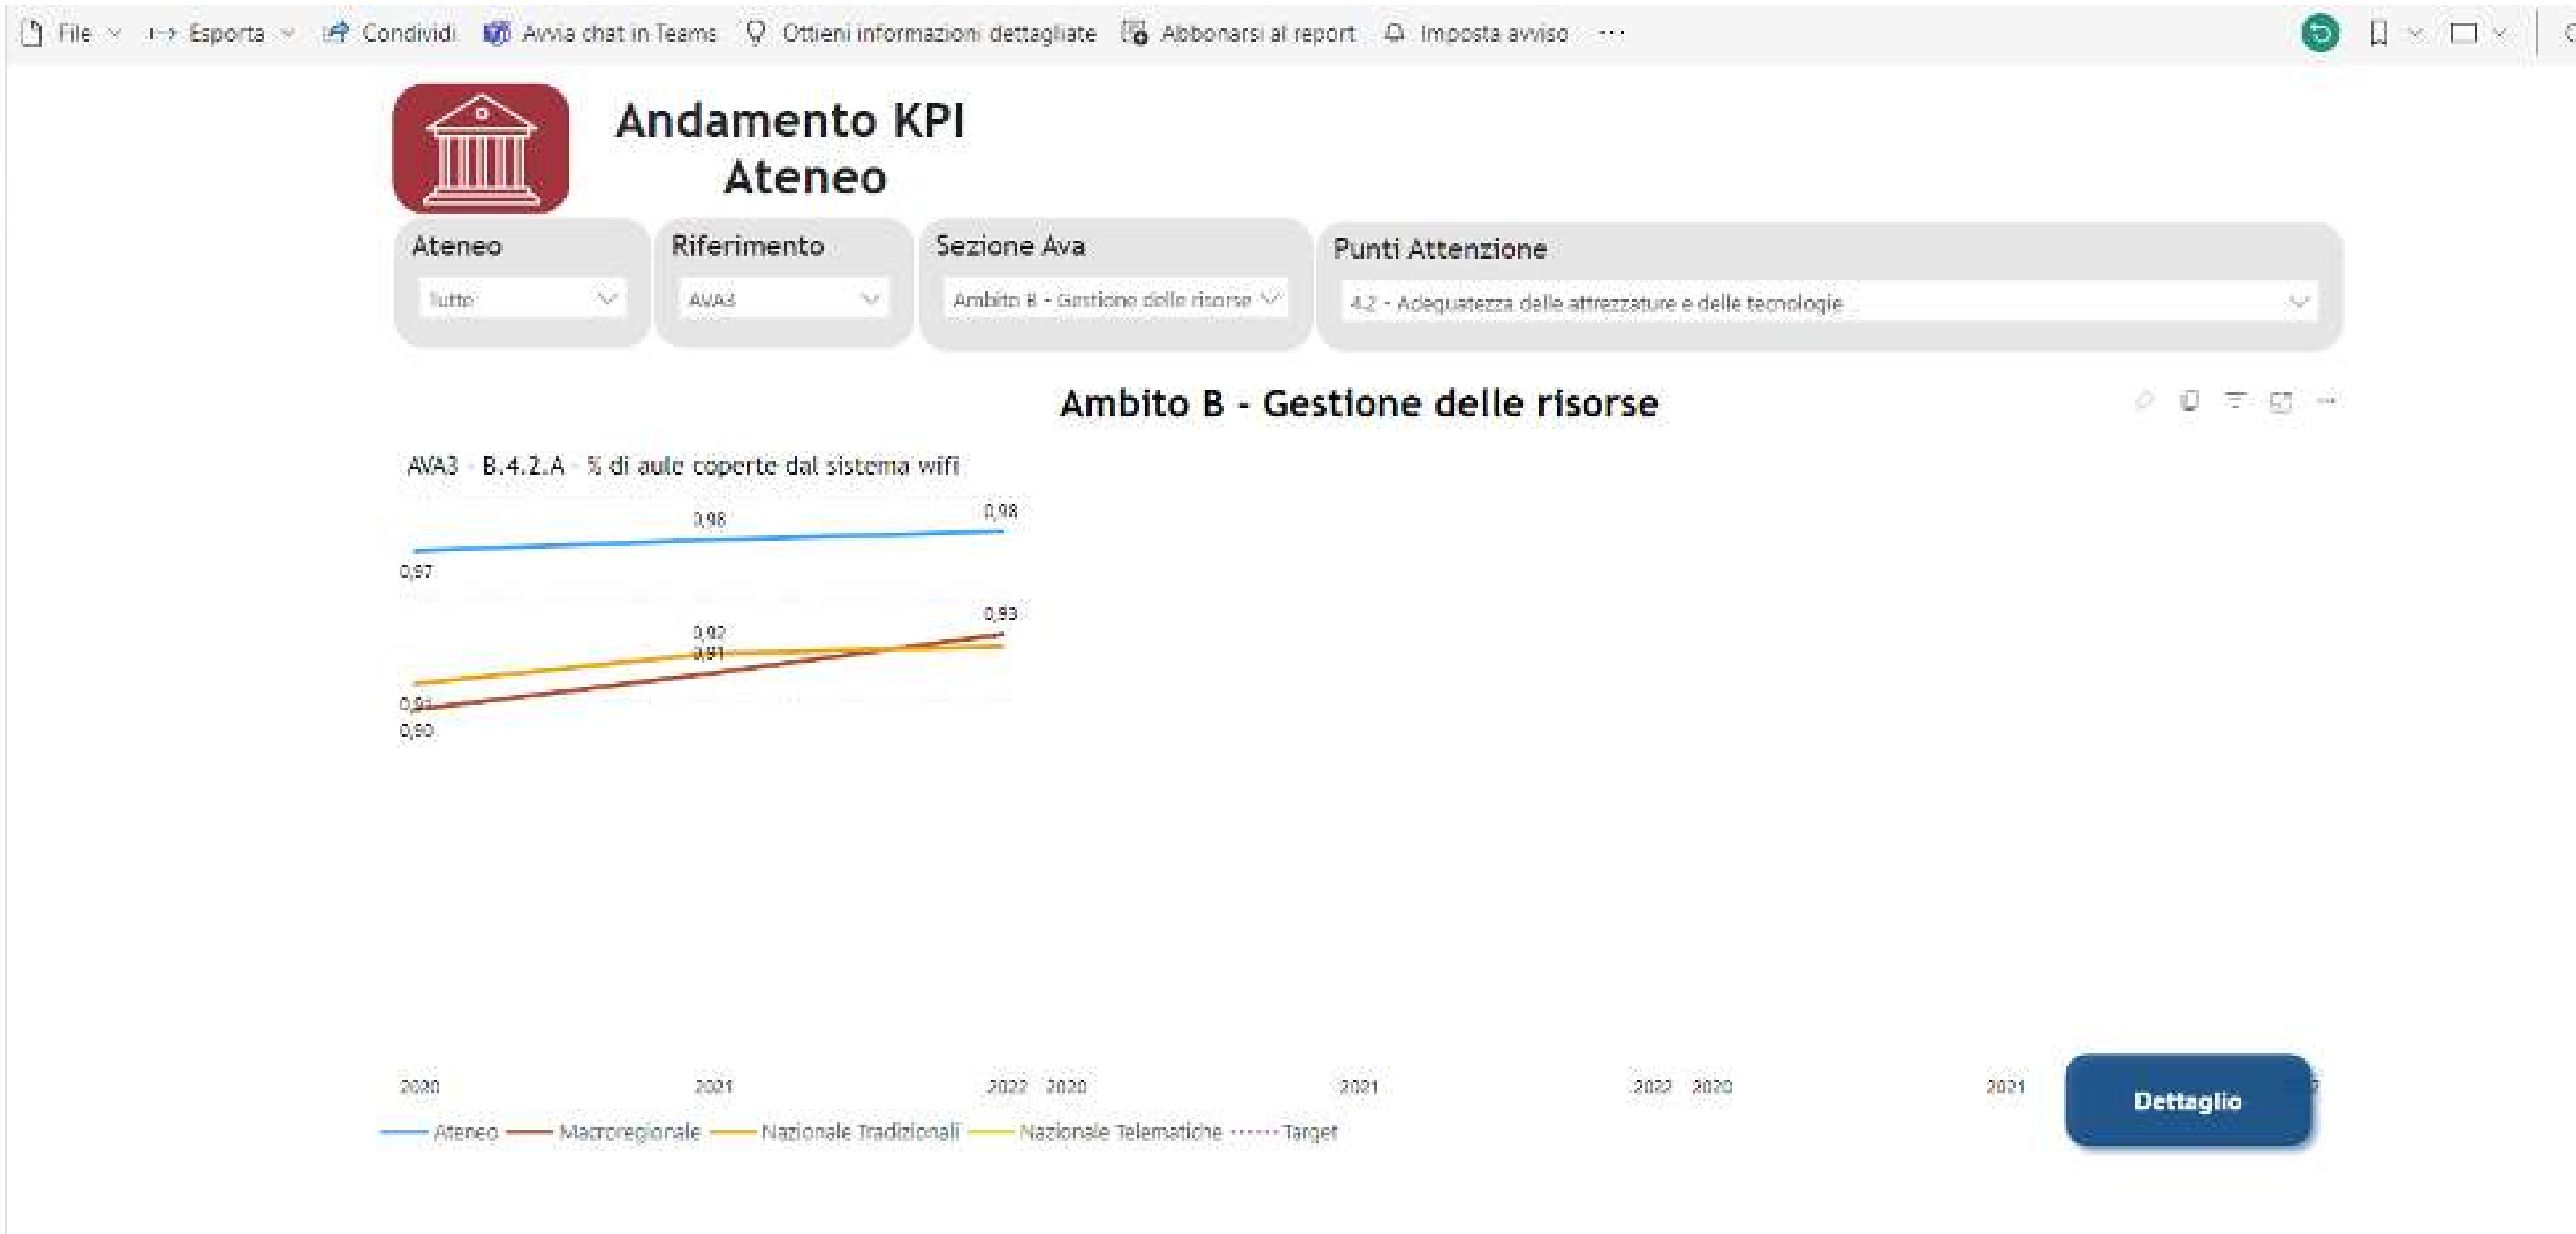 File Esporta Condividi Avvia chat in Teams Ottieni informazioni dettagliate Abbonarsi al report Imposta avviso ...
Andamento KPI
Ateneo
Ateneo Riferimento Sezione Ava Punti Attenzione
Tutte AVA3 Ambito B - Gestione delle risorse 4.2 - Adeguatezza delle attrezzature e delle tecnologie
Ambito B - Gestione delle risorse
AVA3 - B.4.2.A - % di aule coperte dal sistema wifi
0,98 0,98
0,97
0,93
0,92
0,91
0,91
0,90
2020 2021 2022 2020 2021 2022 2020 2021
Dettaglio
Ateneo Macroregionale Nazionale Tradizionali Nazionale Telematiche Target